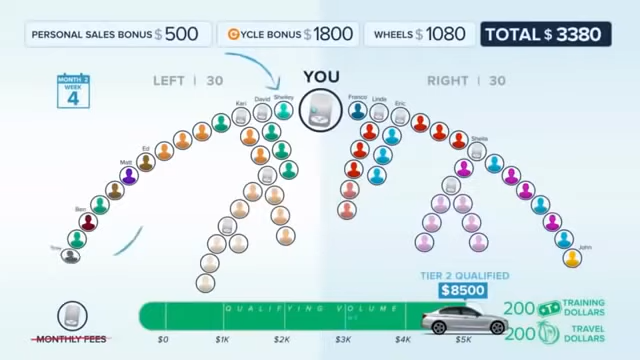 PERSONAL SALES BONUS $ 500
CYCLE BONUS $ 1800
WHEELS $ 1080
TOTAL $ 3380
MONTH 2
WEEK
4
LEFT | 30
YOU
RIGHT | 30
Keri
David
Shelley
Franco
Linda
Eric
Ed
Matt
Ben
Troy
Sheila
John
TIER 2 QUALIFIED
$8500
QUALIFYING VOLUME
200 TRAINING DOLLARS
200 TRAVEL DOLLARS
MONTHLY FEES
$0
$1K
$2K
$3K
$4K
$5K